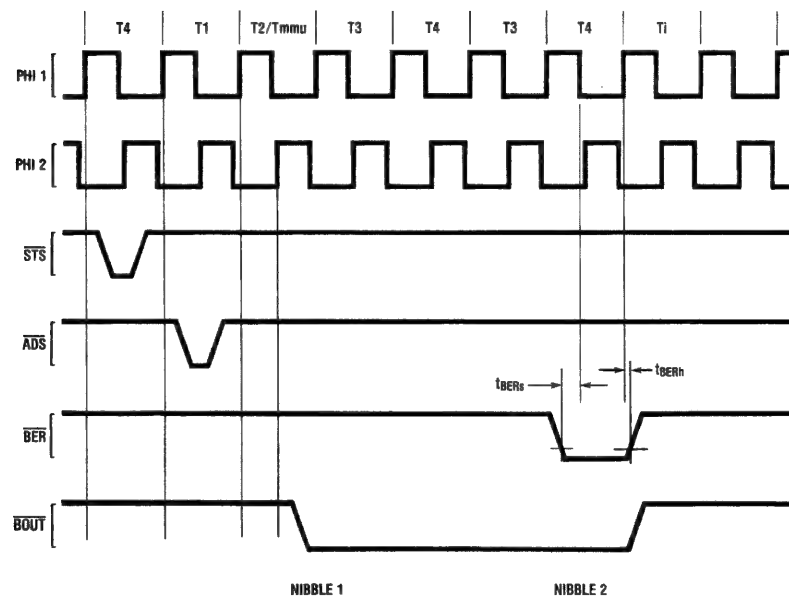 T4 T1 T2/Tmmu T3 T4 T3 T4 Ti
PHI 1
PHI 2
STS
ADS
tBERs tBERh
BER
BOUT
NIBBLE 1 NIBBLE 2